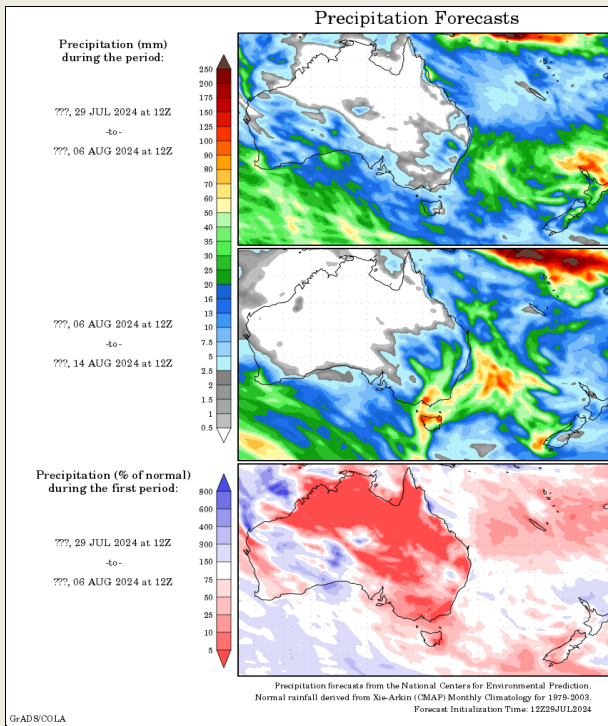 Precipitation Forecasts
Precipitation (mm)
during the period:
???, 29 JUL 2024 at 12Z
-to-
???, 06 AUG 2024 at 12Z
250
200
175
150
125
100
90
80
70
60
50
40
35
30
25
20
16
13
10
7.5
5
2.5
2
1.5
1
0.5
???, 06 AUG 2024 at 12Z
-to-
???, 14 AUG 2024 at 12Z
Precipitation (% of normal)
during the first period:
???, 29 JUL 2024 at 12Z
-to-
???, 06 AUG 2024 at 12Z
800
600
400
300
150
75
50
25
10
5
Precipitation forecasts from the National Centers for Environmental Prediction.
Normal rainfall derived from Xie-Arkin (CMAP) Monthly Climatology for 1979-2003.
Forecast Initialization Time: 12Z29JUL2024
GrADS/COLA